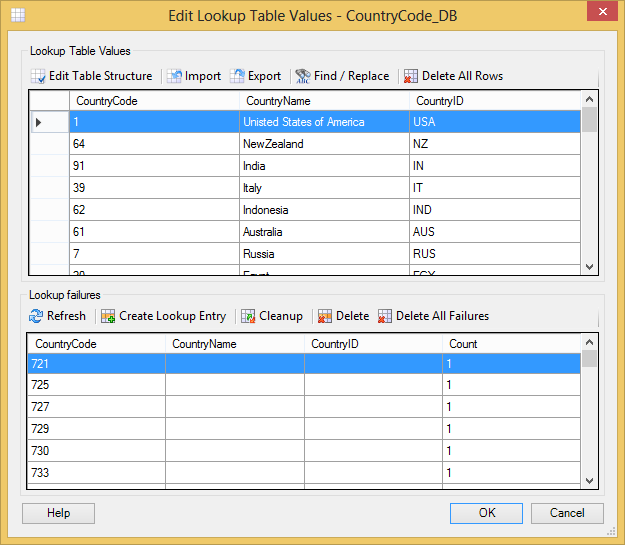 Edit Lookup Table Values - CountryCode_DB
Lookup Table Values
Edit Table Structure Import Export ABC Find / Replace Delete All Rows
CountryCode CountryName CountryID
1 Unisted States of America USA
64 NewZealand NZ
91 India IN
39 Italy IT
62 Indonesia IND
61 Australia AUS
7 Russia RUS
Lookup failures
Refresh Create Lookup Entry Cleanup Delete Delete All Failures
CountryCode CountryName CountryID Count
721 1
725 1
727 1
729 1
730 1
733 1
Help OK Cancel